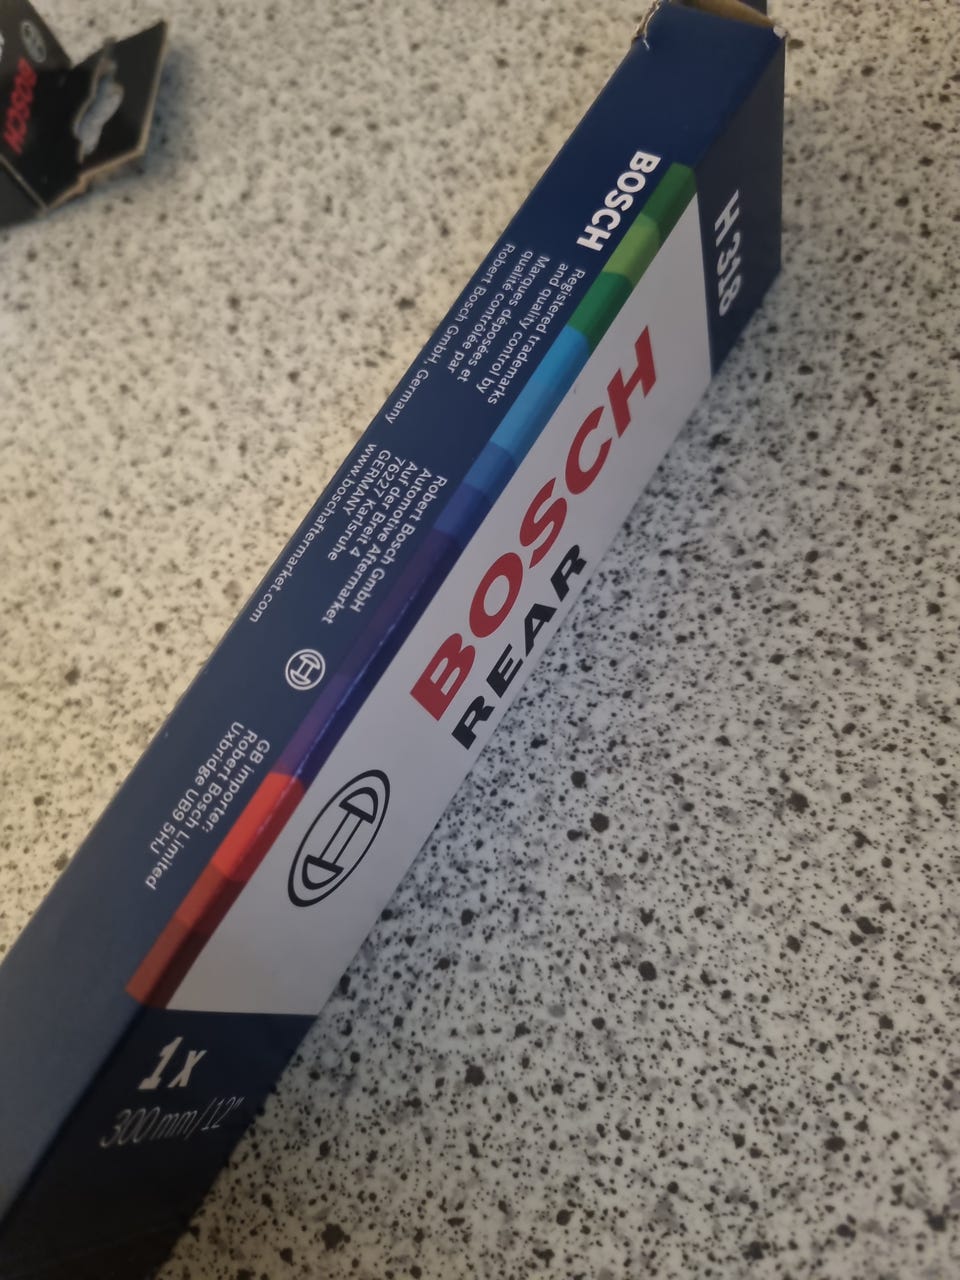 BOSCH
BOSCH
Registered trademarks
and quality control by
Marques déposées et
qualité contrôlée par
Robert Bosch GmbH, Germany
Robert Bosch GmbH
Automotive Aftermarket
Auf der Breit 4
76227 Karlsruhe
GERMANY
www.boschaftermarket.com
GB importer:
Robert Bosch Limited
Uxbridge UB9 5HJ
H 318
BOSCH
REAR
1x
300mm/12"